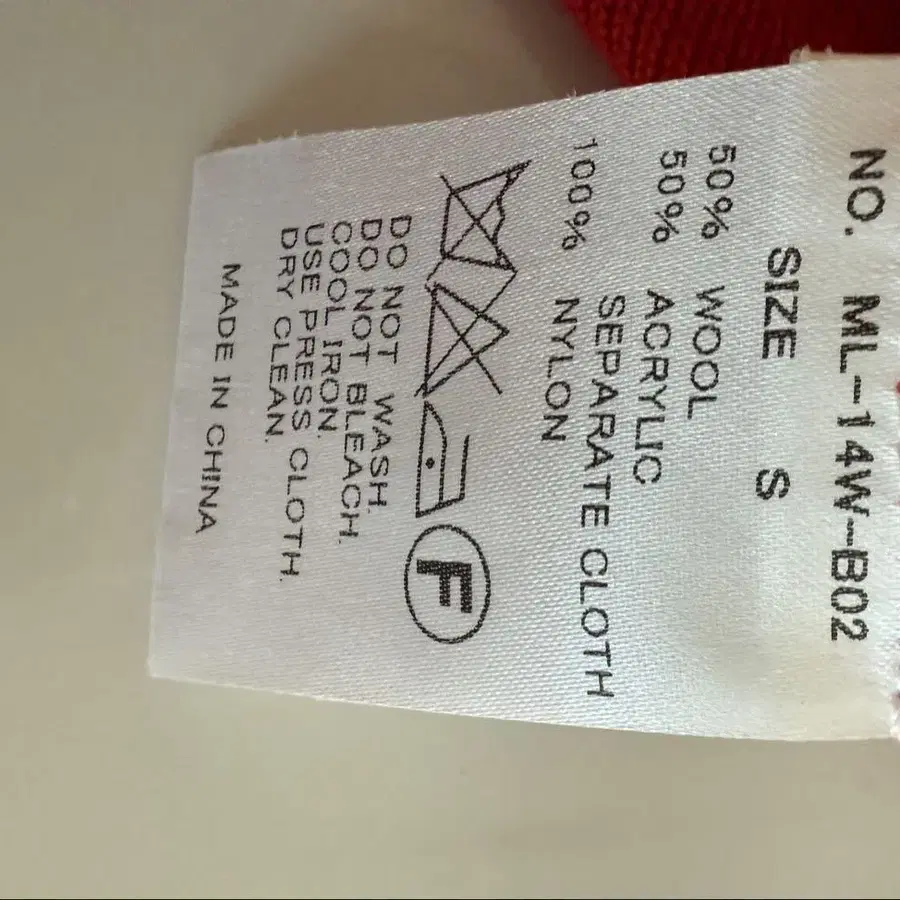 NO. ML-14W-B02
SIZE S
50% WOOL
50% ACRYLIC
SEPARATE CLOTH
100% NYLON
F
DO NOT WASH.
DO NOT BLEACH.
COOL IRON.
USE PRESS CLOTH.
DRY CLEAN.
MADE IN CHINA